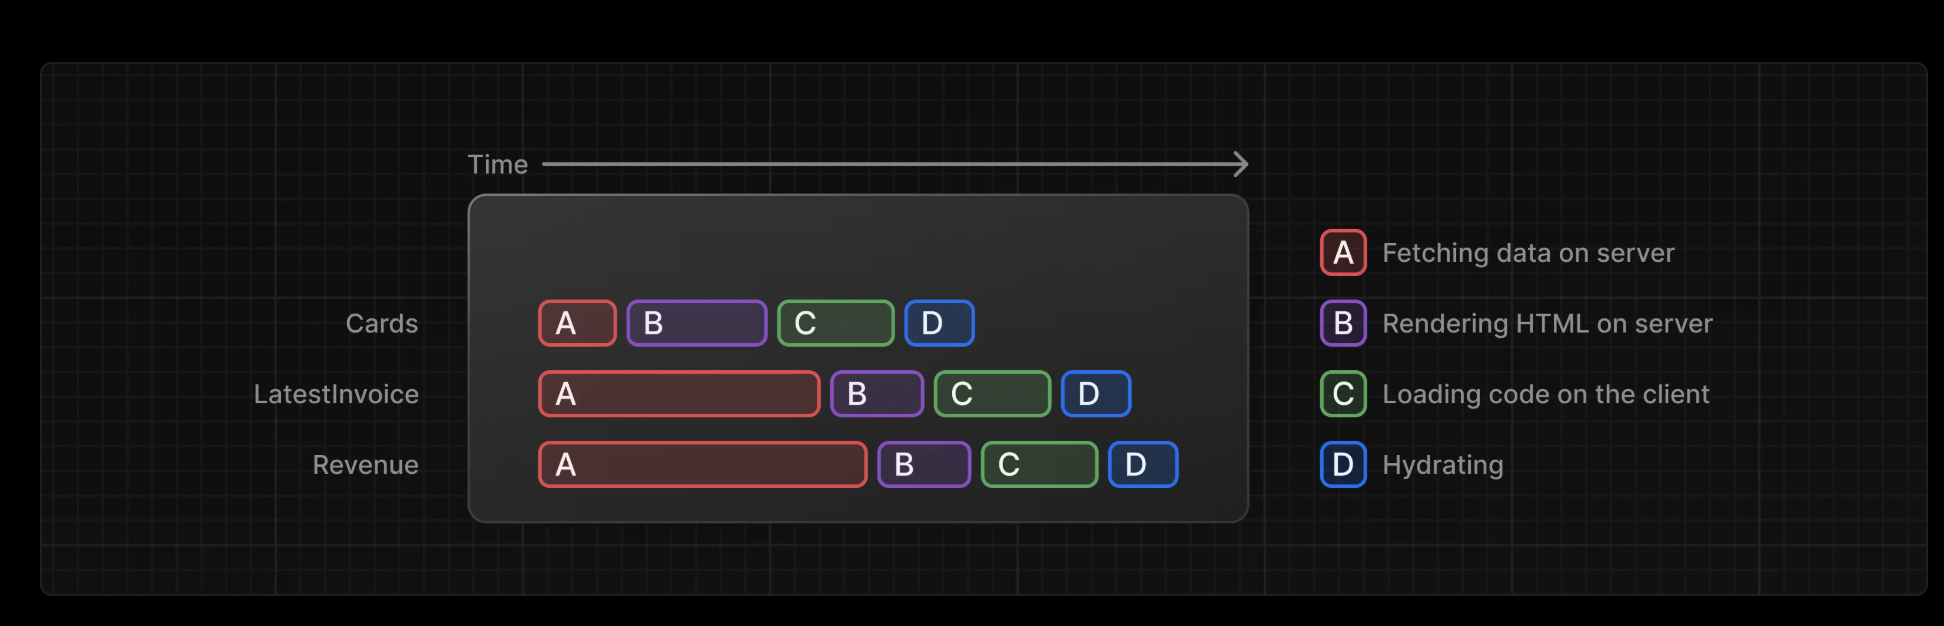 Time
Cards A B C D
LatestInvoice A B C D
Revenue A B C D
A Fetching data on server
B Rendering HTML on server
C Loading code on the client
D Hydrating